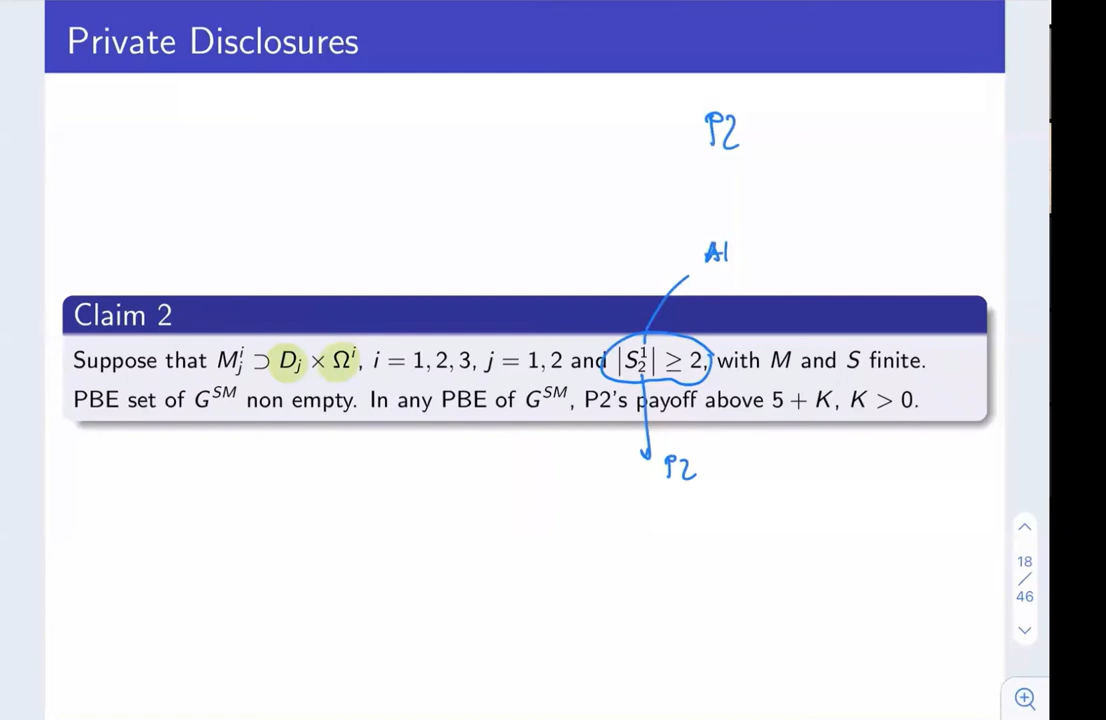 Private Disclosures
P2
A1
Claim 2
Suppose that $M_j^i \supset D_j \times \Omega^i$, $i = 1, 2, 3$, $j = 1, 2$ and $|S_2^1| \geq 2$, with $M$ and $S$ finite.
PBE set of $G^{SM}$ non empty. In any PBE of $G^{SM}$, P2's payoff above $5 + K$, $K > 0$.
P2
18
/
46